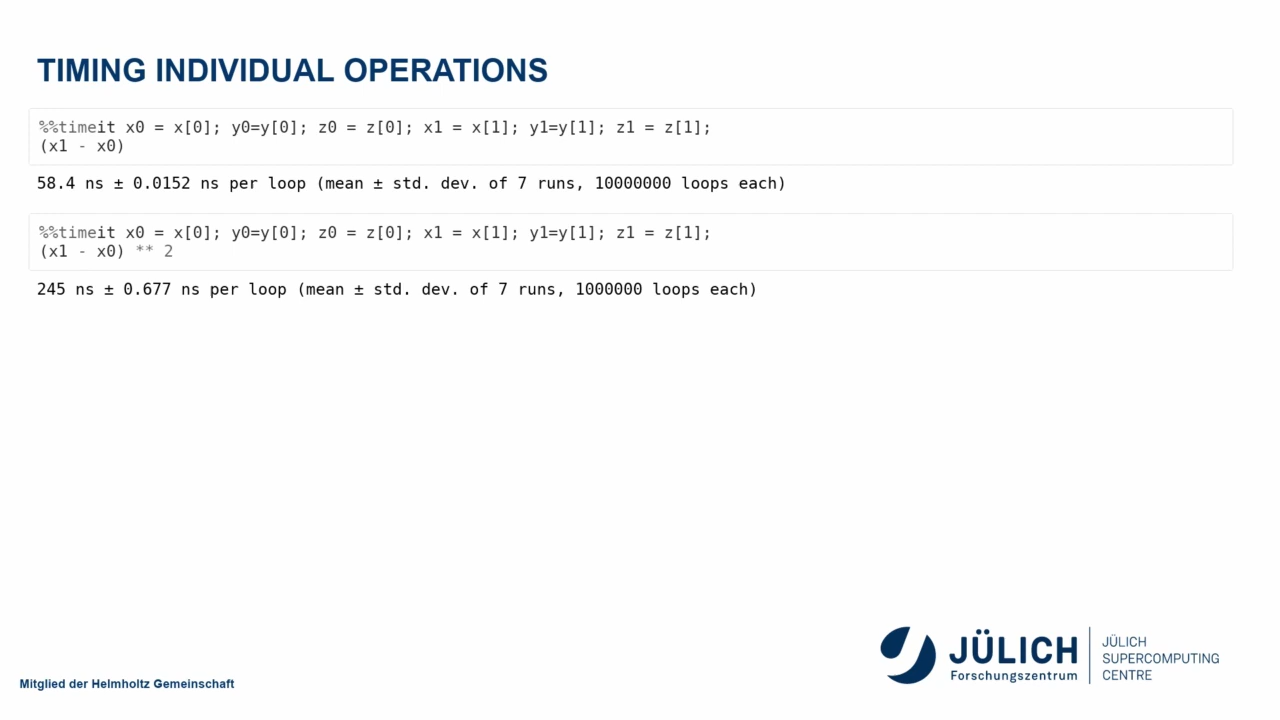 TIMING INDIVIDUAL OPERATIONS
%%timeit x0 = x[0]; y0=y[0]; z0 = z[0]; x1 = x[1]; y1=y[1]; z1 = z[1];
(x1 - x0)
58.4 ns ± 0.0152 ns per loop (mean ± std. dev. of 7 runs, 10000000 loops each)
%%timeit x0 = x[0]; y0=y[0]; z0 = z[0]; x1 = x[1]; y1=y[1]; z1 = z[1];
(x1 - x0) ** 2
245 ns ± 0.677 ns per loop (mean ± std. dev. of 7 runs, 1000000 loops each)
JÜLICH
Forschungszentrum
JÜLICH
SUPERCOMPUTING
CENTRE
Mitglied der Helmholtz Gemeinschaft